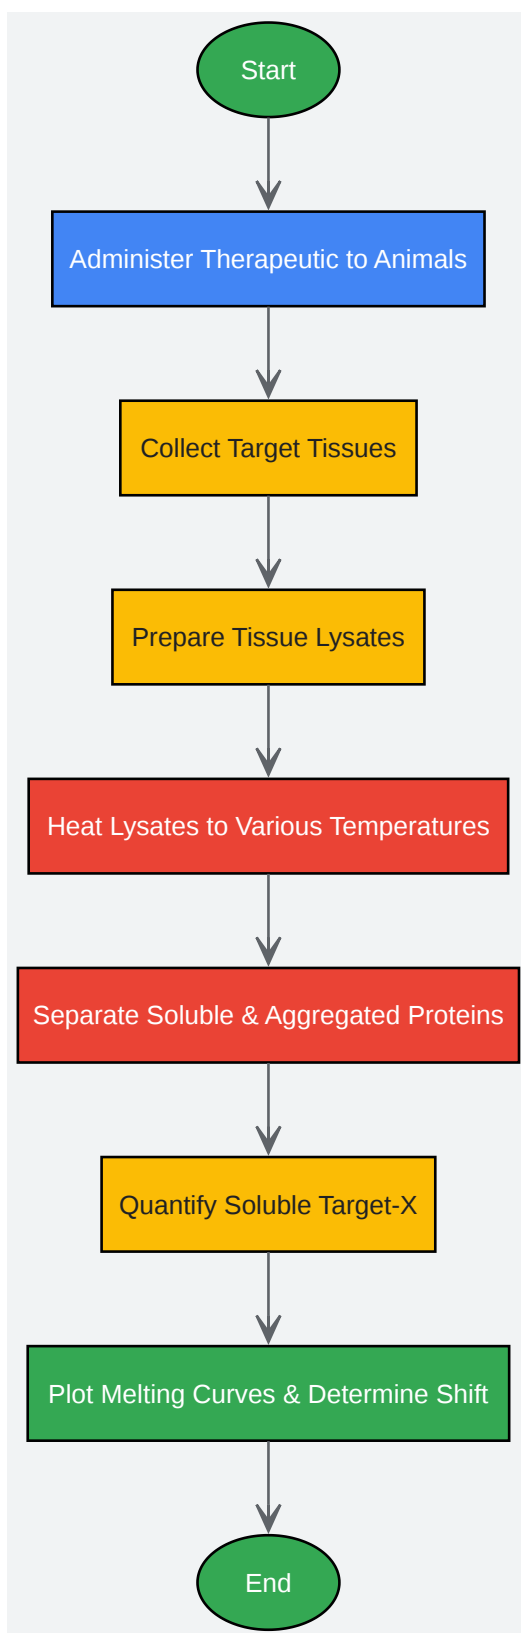 Start
Administer Therapeutic to Animals
Collect Target Tissues
Prepare Tissue Lysates
Heat Lysates to Various Temperatures
Separate Soluble & Aggregated Proteins
Quantify Soluble Target-X
Plot Melting Curves & Determine Shift
End